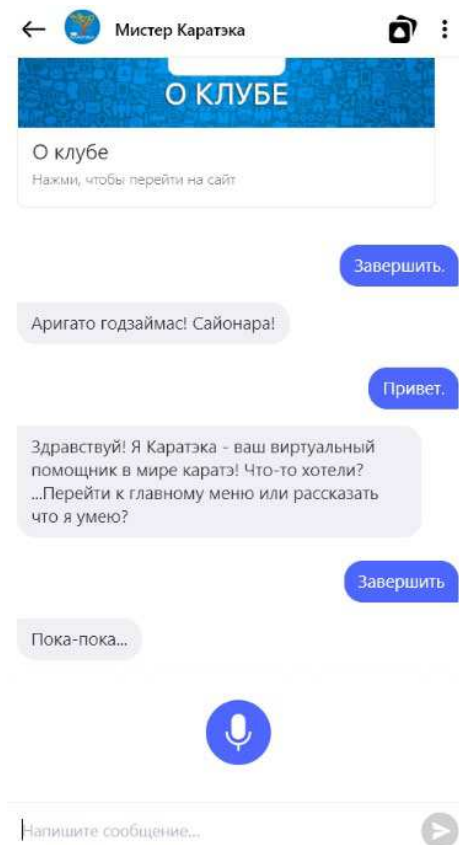 Мистер Каратэка
О КЛУБЕ
О клубе
Нажми, чтобы перейти на сайт
Завершить.
Аригато годзаймас! Сайонара!
Привет.
Здравствуй! Я Каратэка - ваш виртуальный
помощник в мире каратэ! Что-то хотели?
...Перейти к главному меню или рассказать
что я умею?
Завершить
Пока-пока...
Напишите сообщение...